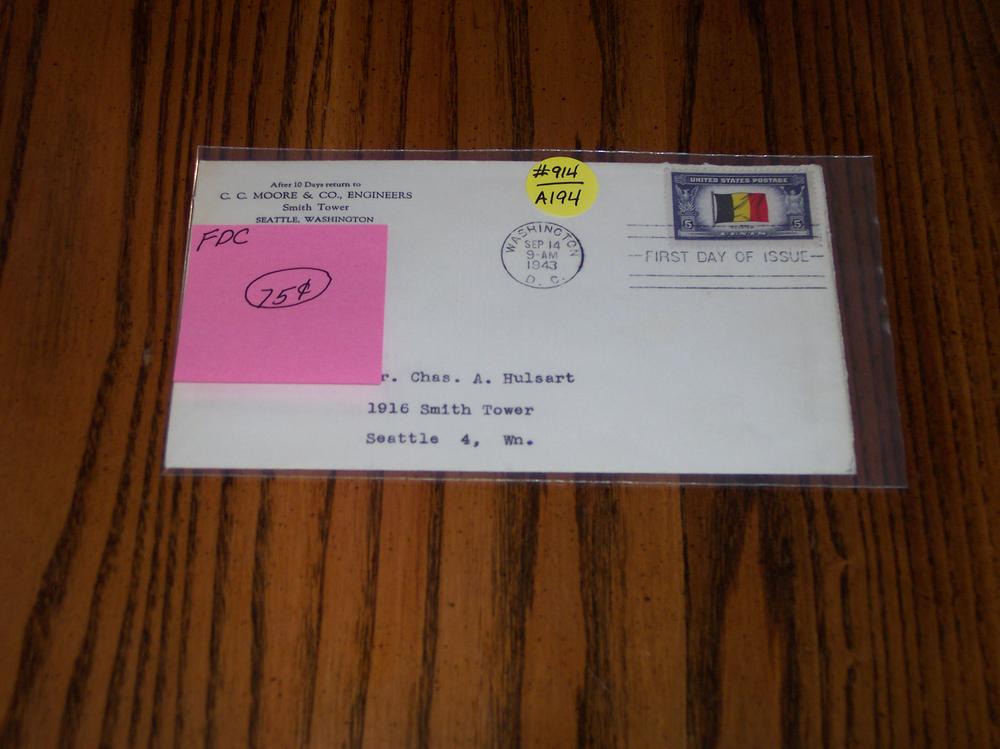 After 10 Days return to
C. C. MOORE & CO., ENGINEERS
Smith Tower
SEATTLE, WASHINGTON
FDC
75¢
#914
A194
WASHINGTON
SEP 14
9-AM
1943
D. C.
UNITED STATES POSTAGE
5 5
CENTS
FIRST DAY OF ISSUE
r. Chas. A. Hulsart
1916 Smith Tower
Seattle 4, Wn.